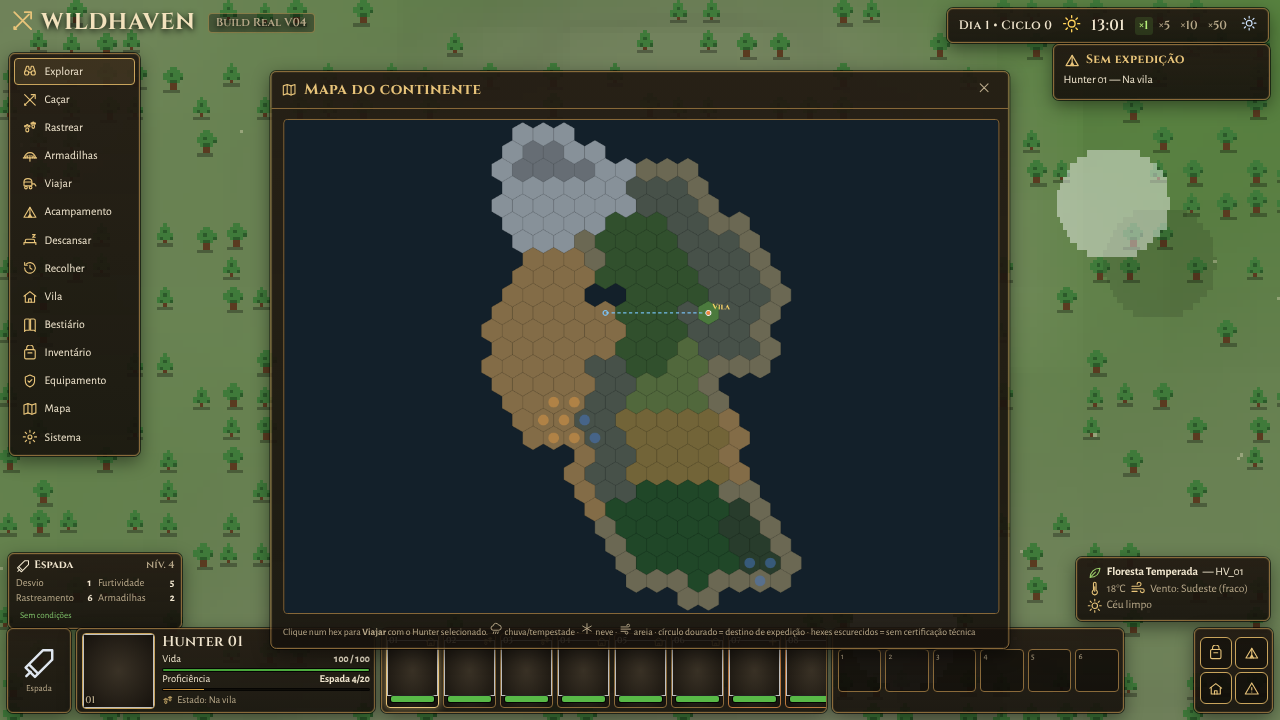 WILDHAVEN
BUILD REAL V04
DIA 1 • CICLO 0
13:01
×1 ×5 ×10 ×50
SEM EXPEDIÇÃO
Hunter 01 — Na vila
Explorar
Caçar
Rastrear
Armadilhas
Viajar
Acampamento
Descansar
Recolher
Vila
Bestiário
Inventário
Equipamento
Mapa
Sistema
MAPA DO CONTINENTE
VILA
Clique num hex para Viajar com o Hunter selecionado. chuva/tempestade · neve · areia · círculo dourado = destino de expedição · hexes escurecidos = sem certificação técnica
ESPADA NÍV. 4
Desvio 1 Furtividade 5
Rastreamento 6 Armadilhas 2
Sem condições
Floresta Temperada — HV_01
18°C Vento: Sudeste (fraco)
Céu limpo
Espada
01
HUNTER 01
Vida 100 / 100
Proficiência Espada 4/20
Estado: Na vila
1 2 3 4 5 6